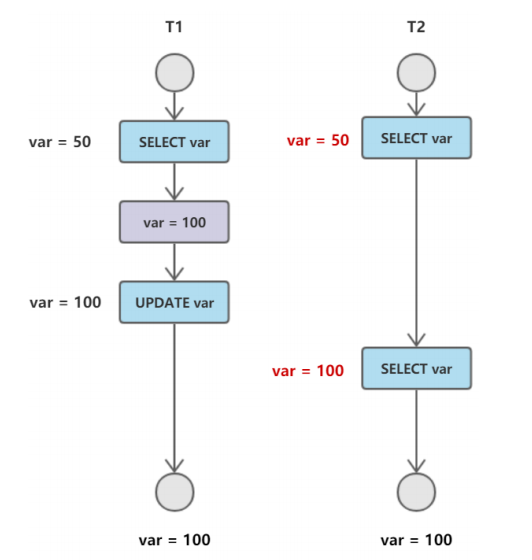 T1
T2
var = 50
SELECT var
var = 50
SELECT var
var = 100
var = 100
UPDATE var
var = 100
SELECT var
var = 100
var = 100